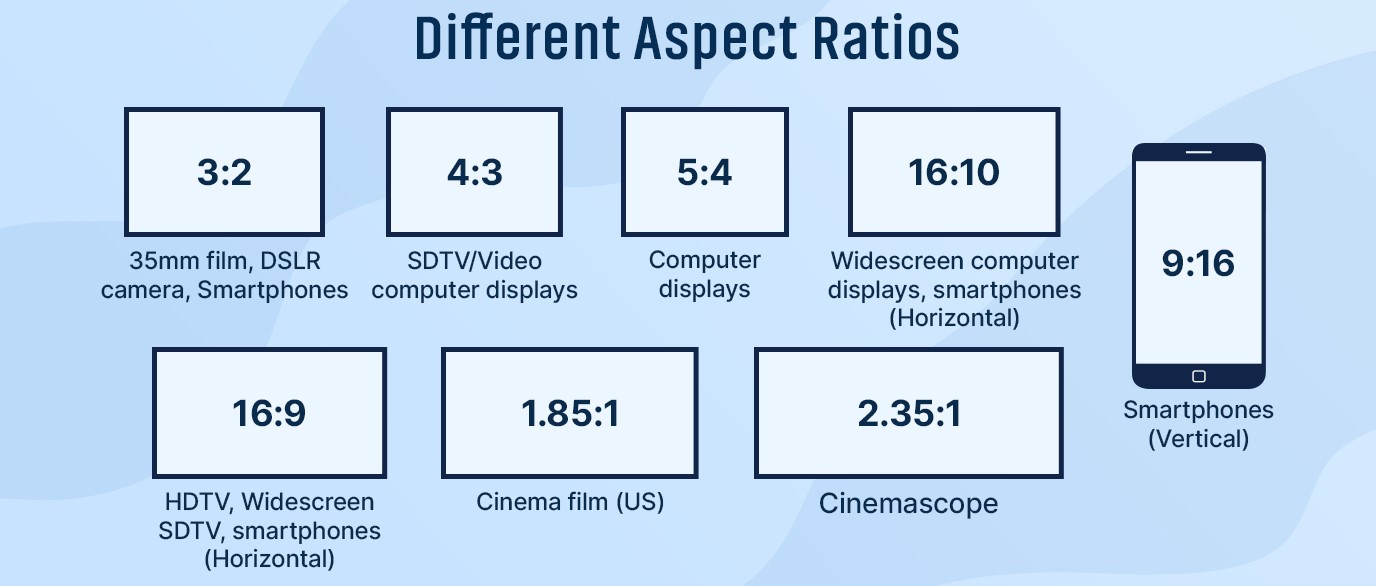 Different Aspect Ratios
3:2
35mm film, DSLR
camera, Smartphones
4:3
SDTV/Video
computer displays
5:4
Computer
displays
16:10
Widescreen computer
displays, smartphones
(Horizontal)
9:16
Smartphones
(Vertical)
16:9
HDTV, Widescreen
SDTV, smartphones
(Horizontal)
1.85:1
Cinema film (US)
2.35:1
Cinemascope